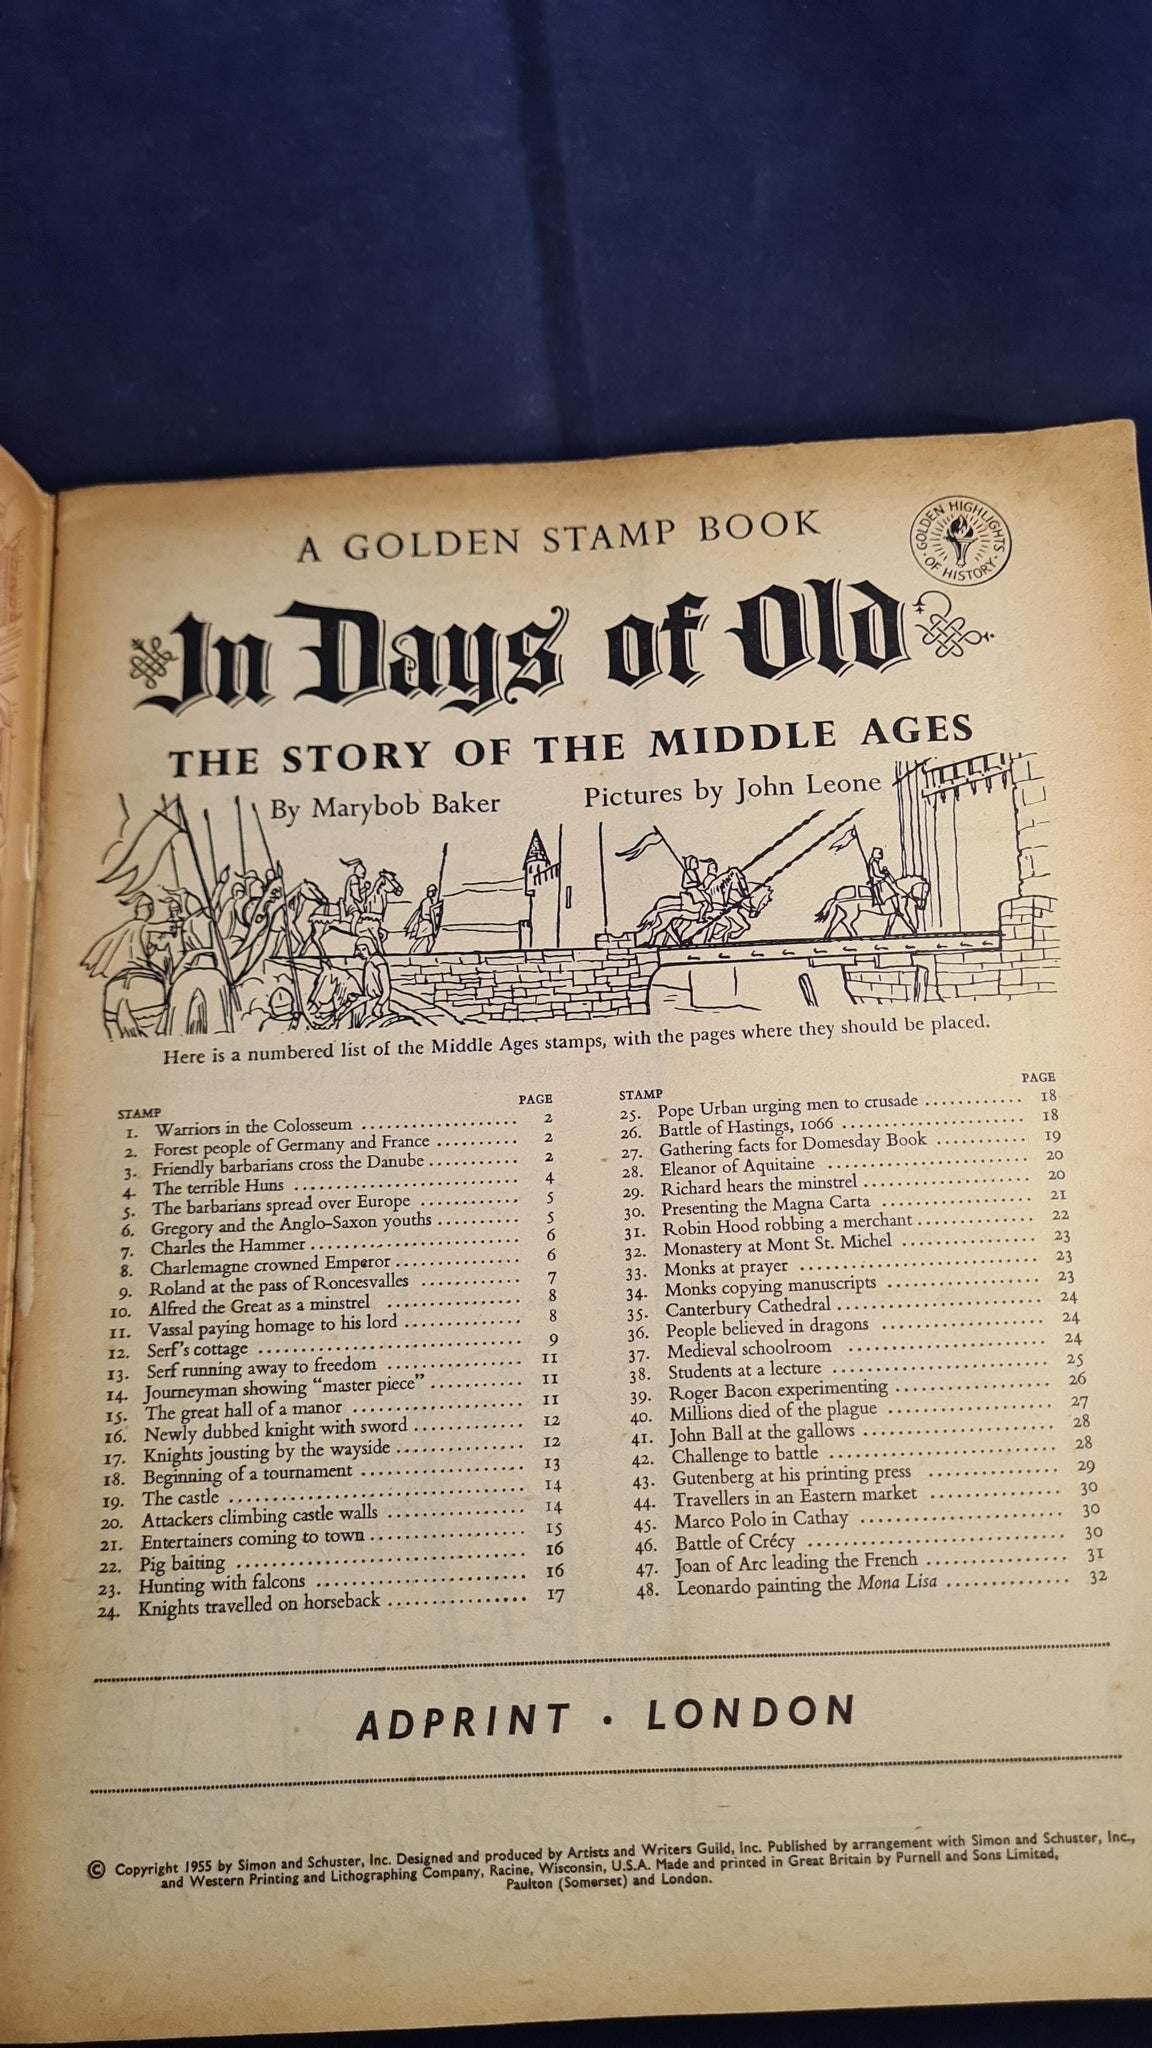 A GOLDEN STAMP BOOK
GOLDEN HIGHLIGHTS · OF HISTORY ·
In Days of Old
THE STORY OF THE MIDDLE AGES
By Marybob Baker
Pictures by John Leone
Here is a numbered list of the Middle Ages stamps, with the pages where they should be placed.
STAMP PAGE
1. Warriors in the Colosseum .................... 2
2. Forest people of Germany and France .......... 2
3. Friendly barbarians cross the Danube ........... 2
4. The terrible Huns ............................ 4
5. The barbarians spread over Europe ............ 5
6. Gregory and the Anglo-Saxon youths .......... 5
7. Charles the Hammer .......................... 6
8. Charlemagne crowned Emperor ................ 6
9. Roland at the pass of Roncesvalles ............ 7
10. Alfred the Great as a minstrel ................ 8
11. Vassal paying homage to his lord .............. 8
12. Serf's cottage ................................ 9
13. Serf running away to freedom ................ 11
14. Journeyman showing "master piece" ........... 11
15. The great hall of a manor .................... 11
16. Newly dubbed knight with sword .............. 12
17. Knights jousting by the wayside ............... 12
18. Beginning of a tournament .................... 13
19. The castle .................................... 14
20. Attackers climbing castle walls ................ 14
21. Entertainers coming to town ................... 15
22. Pig baiting ................................... 16
23. Hunting with falcons .......................... 16
24. Knights travelled on horseback ................ 17
STAMP PAGE
25. Pope Urban urging men to crusade ............ 18
26. Battle of Hastings, 1066 ...................... 18
27. Gathering facts for Domesday Book ........... 19
28. Eleanor of Aquitaine ......................... 20
29. Richard hears the minstrel .................... 20
30. Presenting the Magna Carta ................... 21
31. Robin Hood robbing a merchant .............. 22
32. Monastery at Mont St. Michel ................ 23
33. Monks at prayer ............................. 23
34. Monks copying manuscripts .................. 23
35. Canterbury Cathedral ........................ 24
36. People believed in dragons ................... 24
37. Medieval schoolroom ........................ 24
38. Students at a lecture ......................... 25
39. Roger Bacon experimenting .................. 26
40. Millions died of the plague ................... 27
41. John Ball at the gallows ...................... 28
42. Challenge to battle .......................... 28
43. Gutenberg at his printing press ............... 29
44. Travellers in an Eastern market ............... 30
45. Marco Polo in Cathay ....................... 30
46. Battle of Crécy ............................. 30
47. Joan of Arc leading the French ............... 31
48. Leonardo painting the Mona Lisa ............. 32
ADPRINT · LONDON
© Copyright 1955 by Simon and Schuster, Inc. Designed and produced by Artists and Writers Guild, Inc. Published by arrangement with Simon and Schuster, Inc.,
and Western Printing and Lithographing Company, Racine, Wisconsin, U.S.A. Made and printed in Great Britain by Purnell and Sons Limited,
Paulton (Somerset) and London.